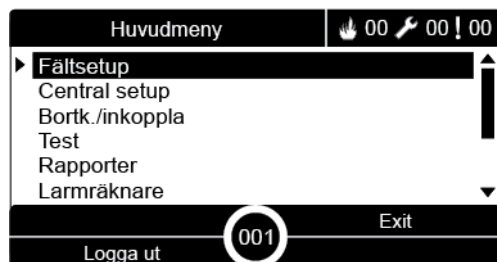 Huvudmeny 00 00 ! 00
Fältsetup
Central setup
Bortk./inkoppla
Test
Rapporter
Larmräknare
Exit
001
Logga ut